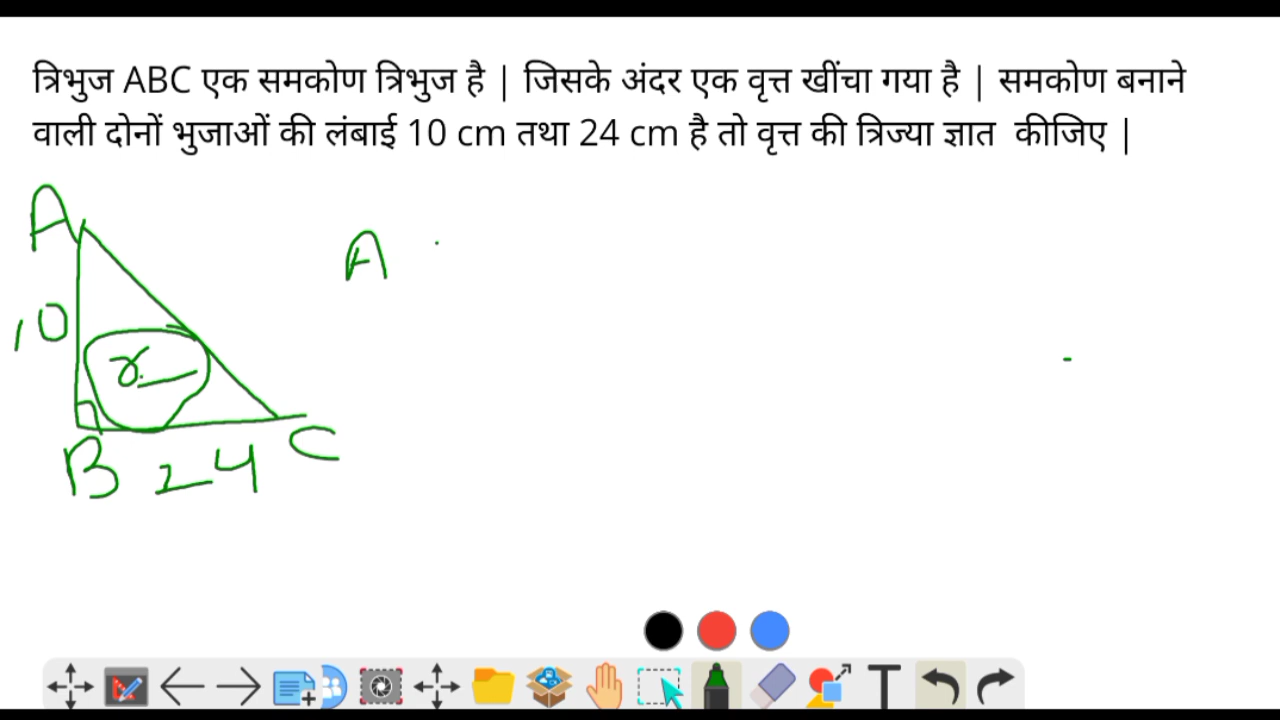 त्रिभुज ABC एक समकोण त्रिभुज है | जिसके अंदर एक वृत्त खींचा गया है | समकोण बनाने
वाली दोनों भुजाओं की लंबाई 10 cm तथा 24 cm है तो वृत्त की त्रिज्या ज्ञात कीजिए |
A
A
10
r
B 24 C
T